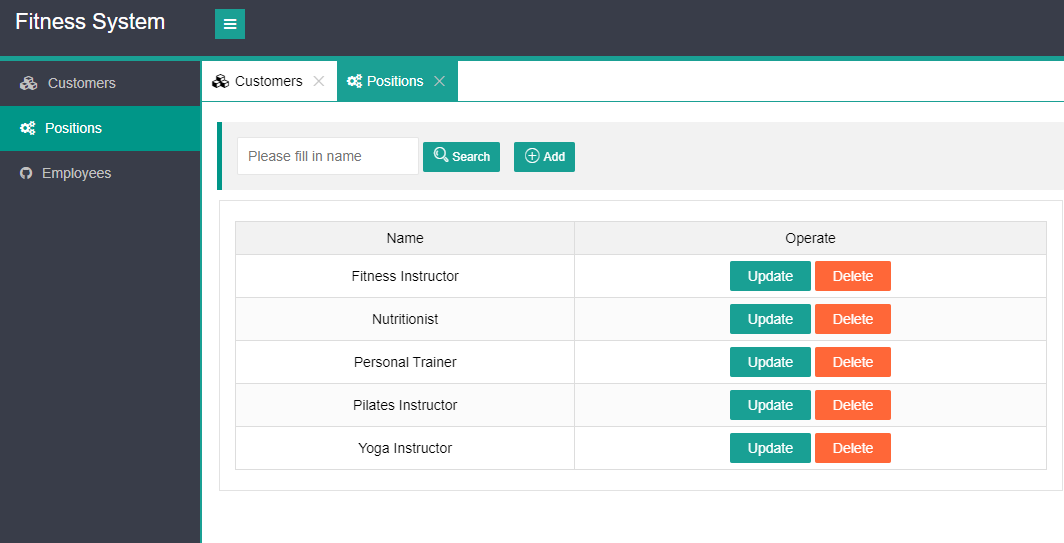 Fitness System
Customers
Positions
Employees
Customers Positions
Please fill in name Search Add
Name Operate
Fitness Instructor Update Delete
Nutritionist Update Delete
Personal Trainer Update Delete
Pilates Instructor Update Delete
Yoga Instructor Update Delete